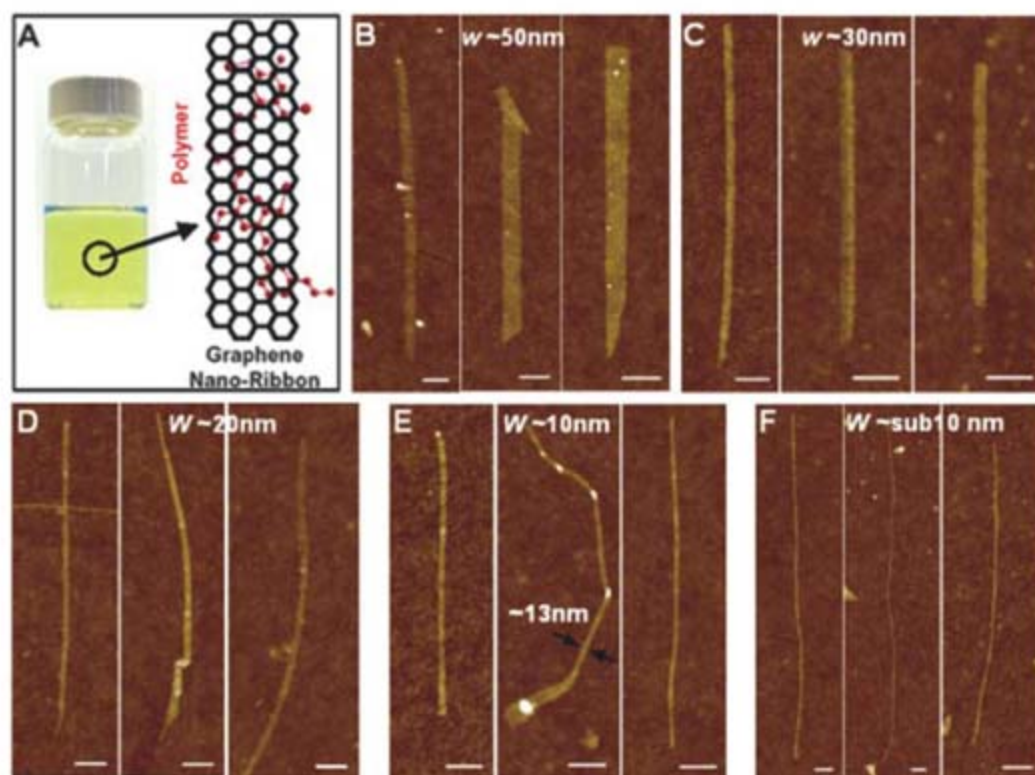 A
Polymer
Graphene
Nano-Ribbon
B
w ~50nm
C
w ~30nm
D
W ~20nm
E
W ~10nm
~13nm
F
W ~sub10 nm